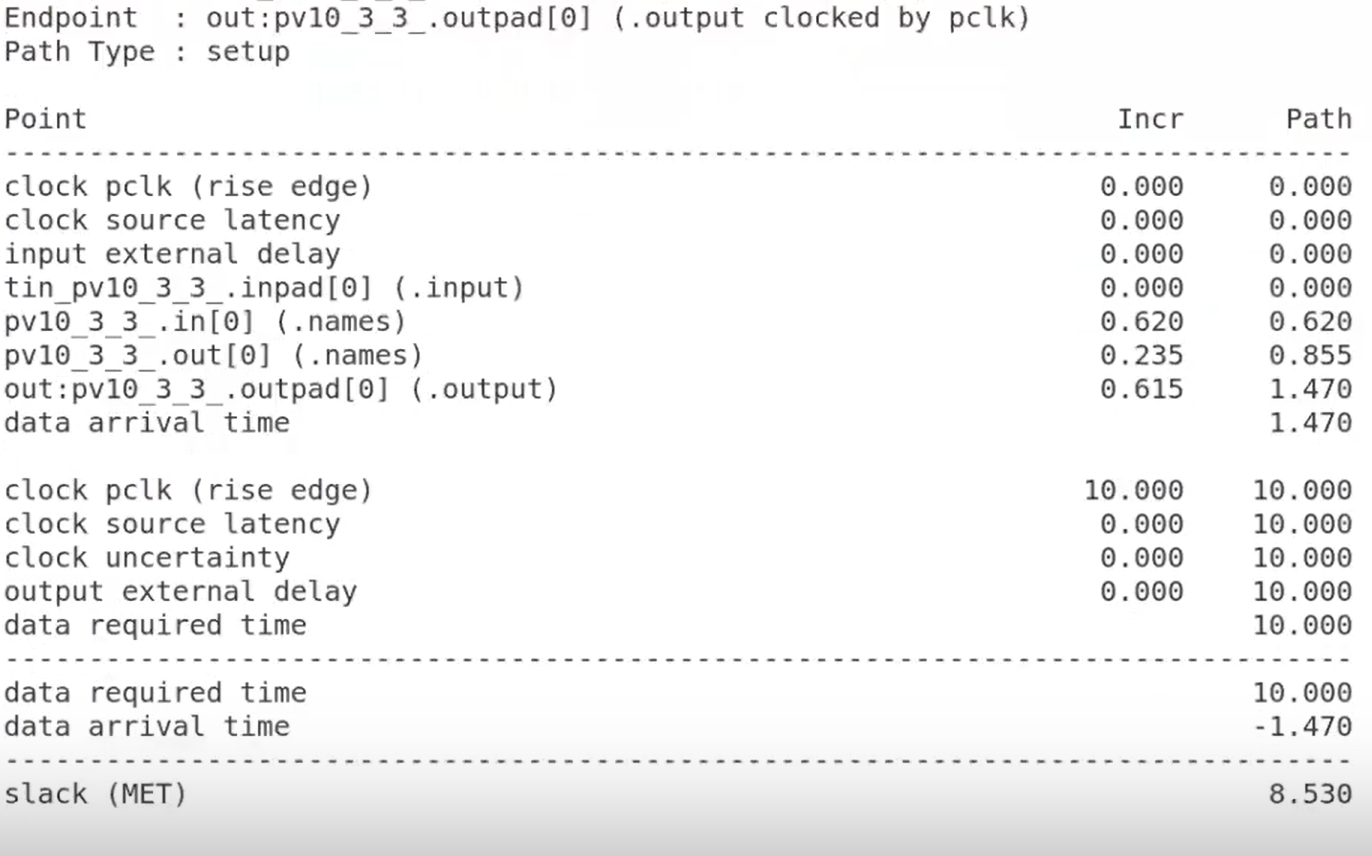 Endpoint  : out:pv10_3_3_.outpad[0] (.output clocked by pclk)
Path Type : setup
Point Incr Path
--------------------------------------------------------------------------------
clock pclk (rise edge) 0.000 0.000
clock source latency 0.000 0.000
input external delay 0.000 0.000
tin_pv10_3_3_.inpad[0] (.input) 0.000 0.000
pv10_3_3_.in[0] (.names) 0.620 0.620
pv10_3_3_.out[0] (.names) 0.235 0.855
out:pv10_3_3_.outpad[0] (.output) 0.615 1.470
data arrival time 1.470
clock pclk (rise edge) 10.000 10.000
clock source latency 0.000 10.000
clock uncertainty 0.000 10.000
output external delay 0.000 10.000
data required time 10.000
--------------------------------------------------------------------------------
data required time 10.000
data arrival time -1.470
--------------------------------------------------------------------------------
slack (MET) 8.530